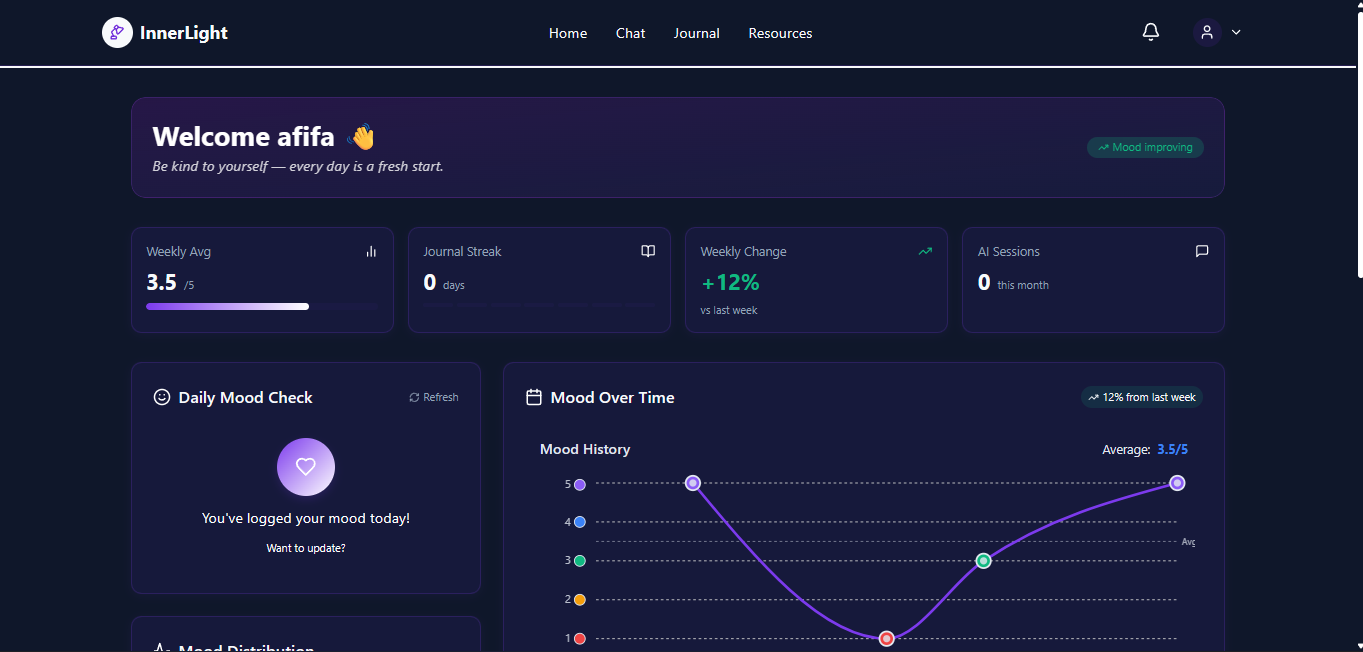 InnerLight
Home Chat Journal Resources
Welcome afifa 👋
Be kind to yourself — every day is a fresh start.
Mood improving
Weekly Avg
3.5 /5
Journal Streak
0 days
Weekly Change
+12%
vs last week
AI Sessions
0 this month
Daily Mood Check
Refresh
You've logged your mood today!
Want to update?
Mood Over Time
12% from last week
Mood History
Average: 3.5/5
5
4
Avg
3
2
1
Mood Distribution